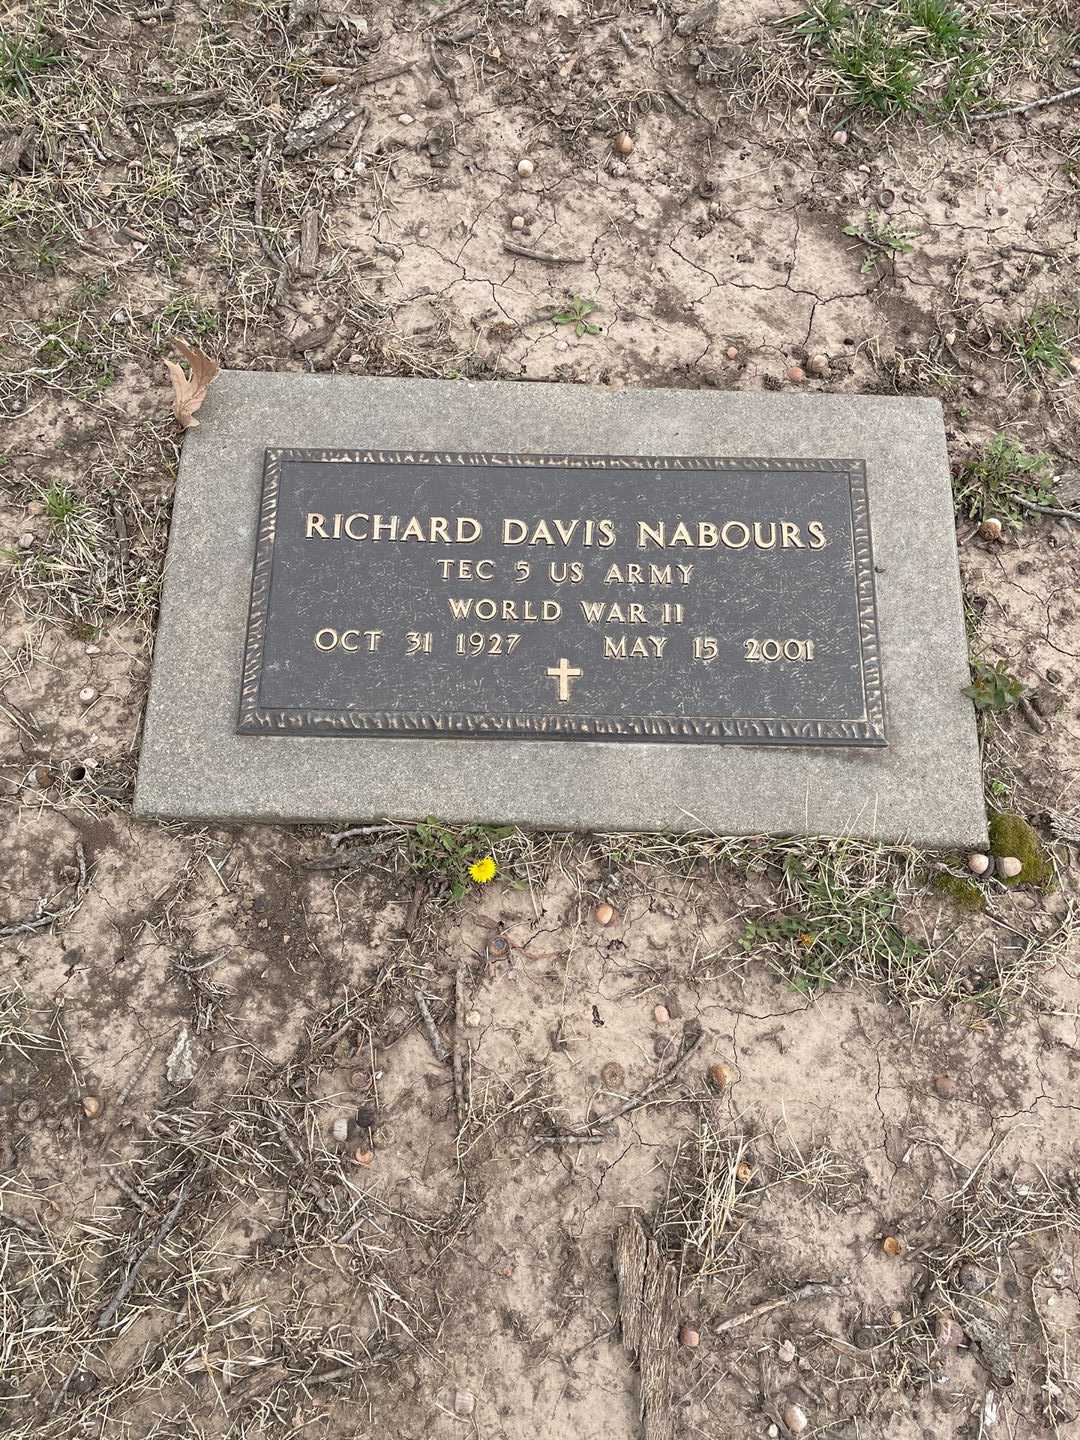 RICHARD DAVIS NABOURS
TEC 5 US ARMY
WORLD WAR II
OCT 31 1927 MAY 15 2001